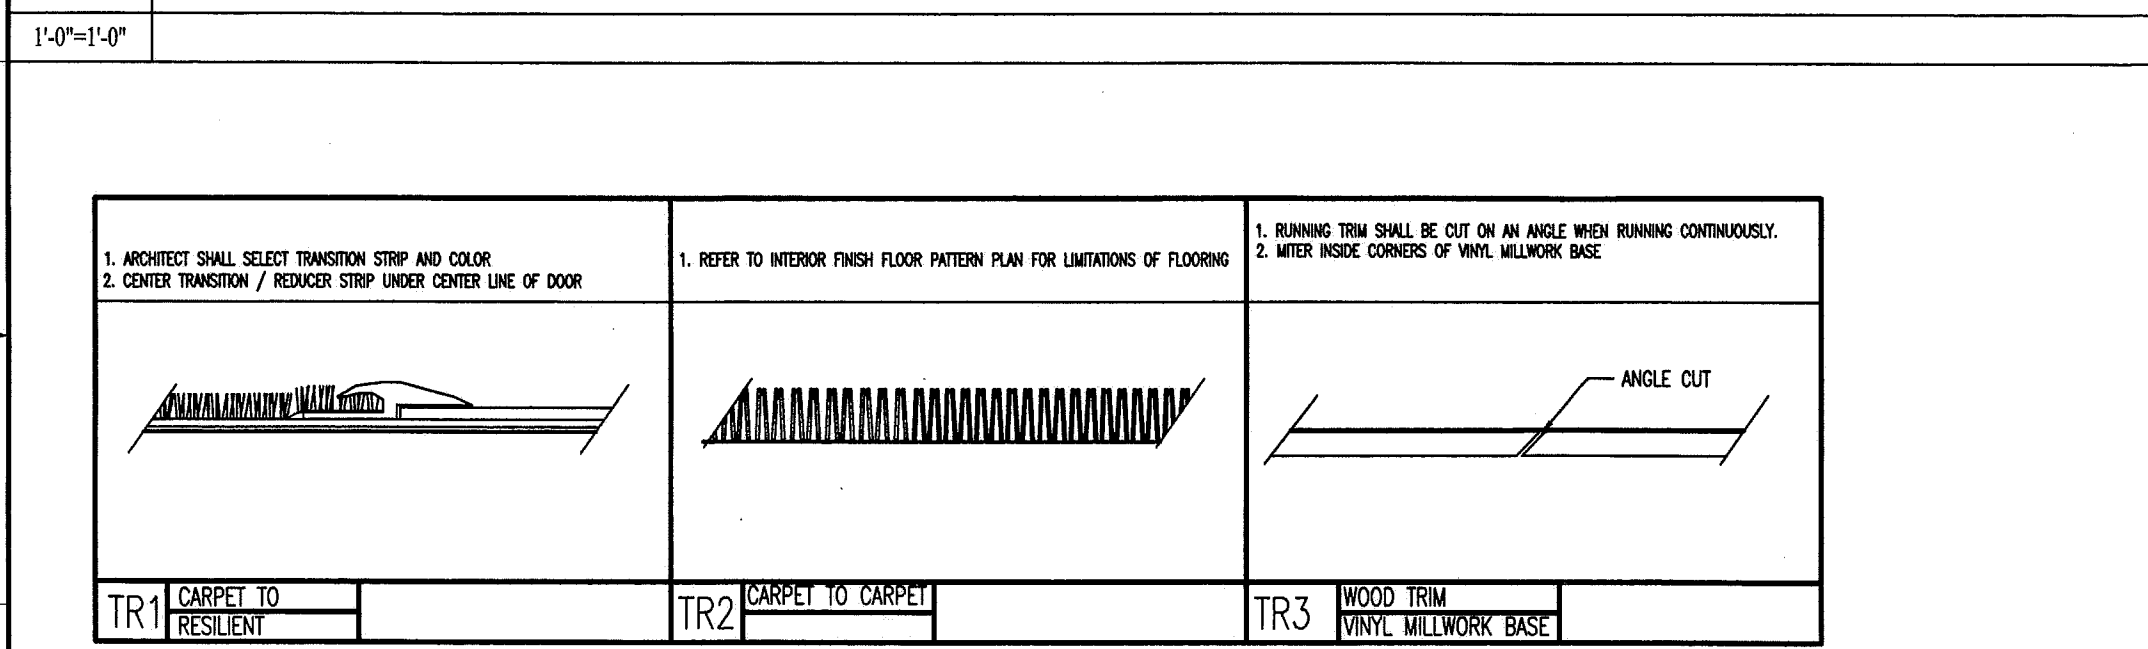 1'-0"=1'-0"
1. ARCHITECT SHALL SELECT TRANSITION STRIP AND COLOR
2. CENTER TRANSITION / REDUCER STRIP UNDER CENTER LINE OF DOOR
1. REFER TO INTERIOR FINISH FLOOR PATTERN PLAN FOR LIMITATIONS OF FLOORING
1. RUNNING TRIM SHALL BE CUT ON AN ANGLE WHEN RUNNING CONTINUOUSLY.
2. MITER INSIDE CORNERS OF VINYL MILLWORK BASE
ANGLE CUT
TR1
CARPET TO
RESILIENT
TR2
CARPET TO CARPET
TR3
WOOD TRIM
VINYL MILLWORK BASE